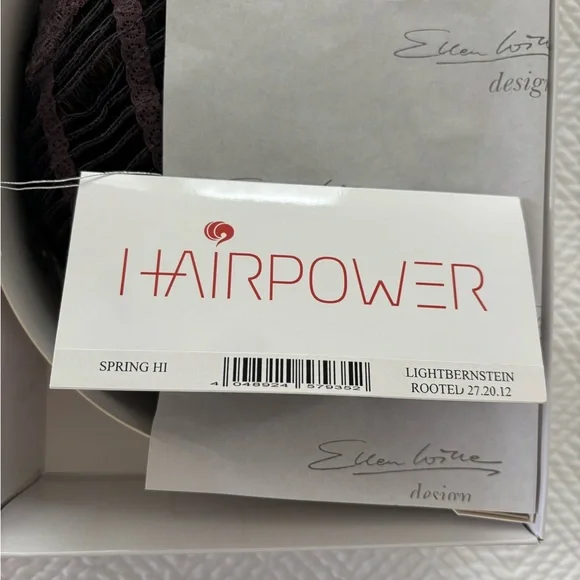 Ellen Wille
design
HAIRPOWER
SPRING HI
4 048924 579352
LIGHTBERNSTEIN
ROOTED 27.20.12
Ellen Wille
design